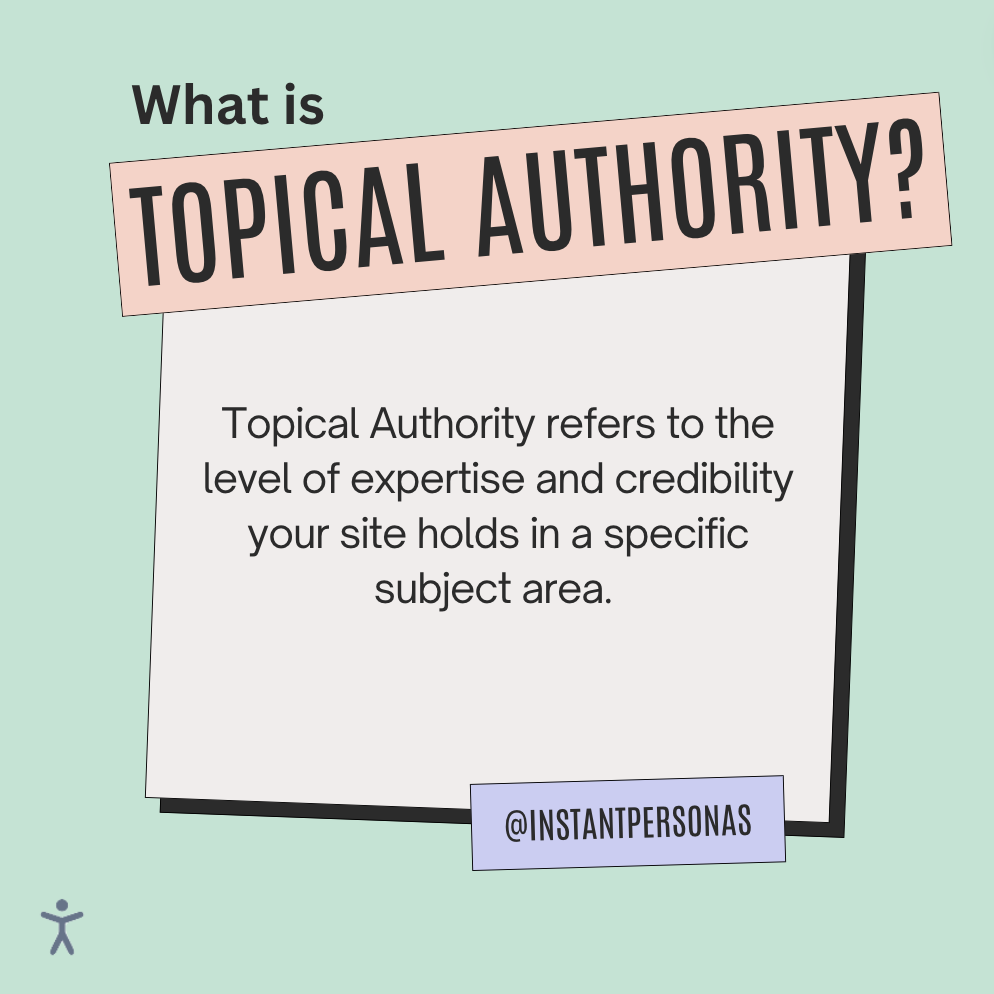 What is
TOPICAL AUTHORITY?
Topical Authority refers to the
level of expertise and credibility
your site holds in a specific
subject area.
@INSTANTPERSONAS